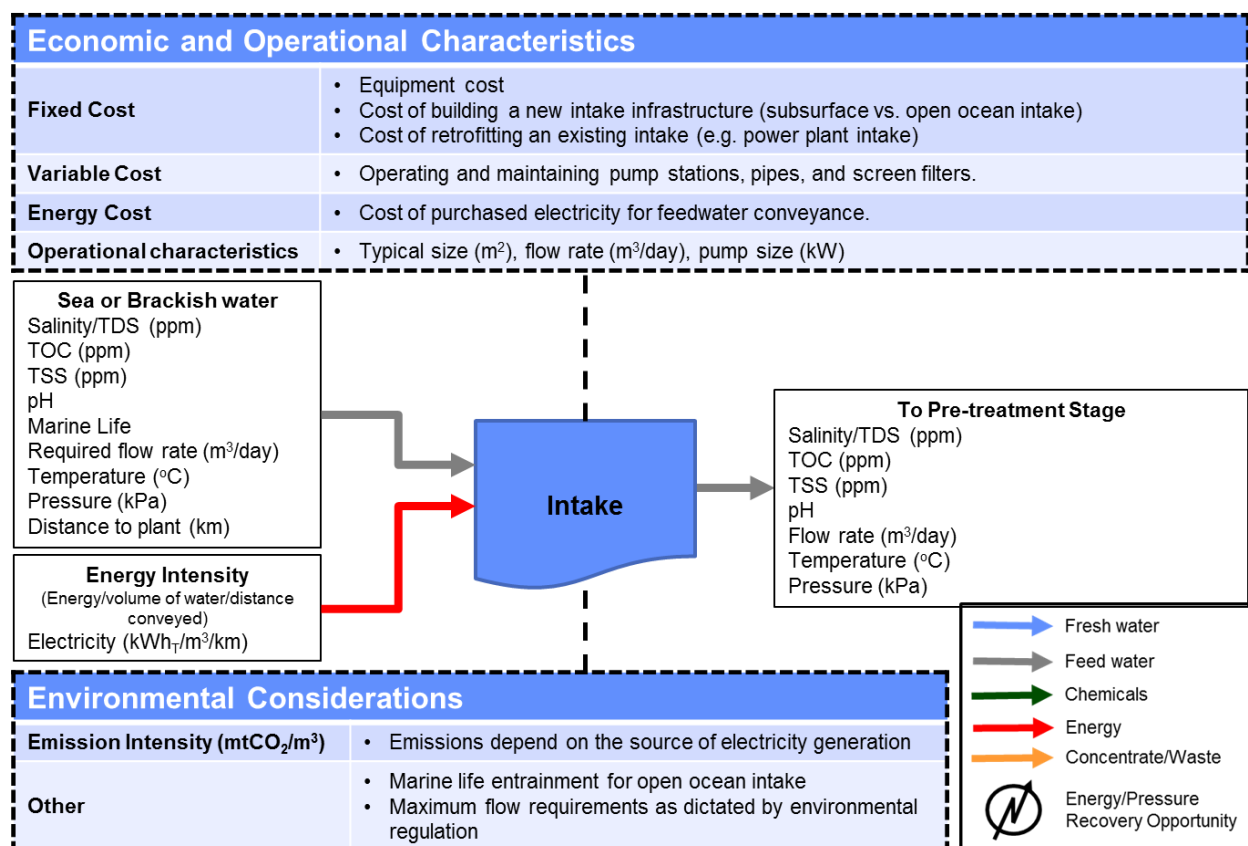 Economic and Operational Characteristics
Fixed Cost
• Equipment cost
• Cost of building a new intake infrastructure (subsurface vs. open ocean intake)
• Cost of retrofitting an existing intake (e.g. power plant intake)
Variable Cost
• Operating and maintaining pump stations, pipes, and screen filters.
Energy Cost
• Cost of purchased electricity for feedwater conveyance.
Operational characteristics
• Typical size (m²), flow rate (m³/day), pump size (kW)
Sea or Brackish water
Salinity/TDS (ppm)
TOC (ppm)
TSS (ppm)
pH
Marine Life
Required flow rate (m³/day)
Temperature (°C)
Pressure (kPa)
Distance to plant (km)
Energy Intensity
(Energy/volume of water/distance
conveyed)
Electricity (kWh_T/m³/km)
Intake
To Pre-treatment Stage
Salinity/TDS (ppm)
TOC (ppm)
TSS (ppm)
pH
Flow rate (m³/day)
Temperature (°C)
Pressure (kPa)
Environmental Considerations
Emission Intensity (mtCO₂/m³)
• Emissions depend on the source of electricity generation
Other
• Marine life entrainment for open ocean intake
• Maximum flow requirements as dictated by environmental
regulation
Fresh water
Feed water
Chemicals
Energy
Concentrate/Waste
Energy/Pressure
Recovery Opportunity